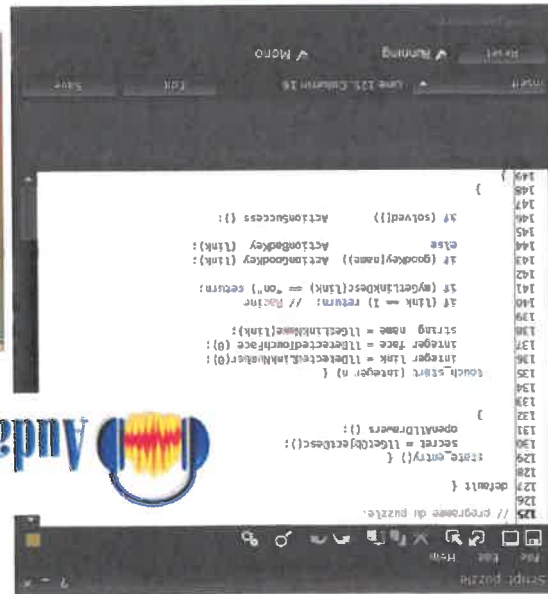 Script puzzle
File Edit Help
125 // programe du puzzle.
126
127 default {
128
129 state_entry() {
130 secret = llGetObjectDesc();
131 openAllDrawers ();
132 }
133
134
135 touch_start (integer n) {
136 integer link = llDetectedLinkNumber(0);
137 integer face = llDetectedTouchFace (0);
138 string name = llGetLinkName(link);
139
140 if (link == 1) return; // Racine
141 if (myGetLinkDesc(link) == "on") return;
142
143 if (goodKey(name)) ActionGoodKey (link);
144 else ActionBadKey (link);
145
146 if (solved()) ActionSuccess ();
147
148 }
149 }
Insert
Line 125, Column 16
Edit
Save
Reset
Running
Mono
Aud